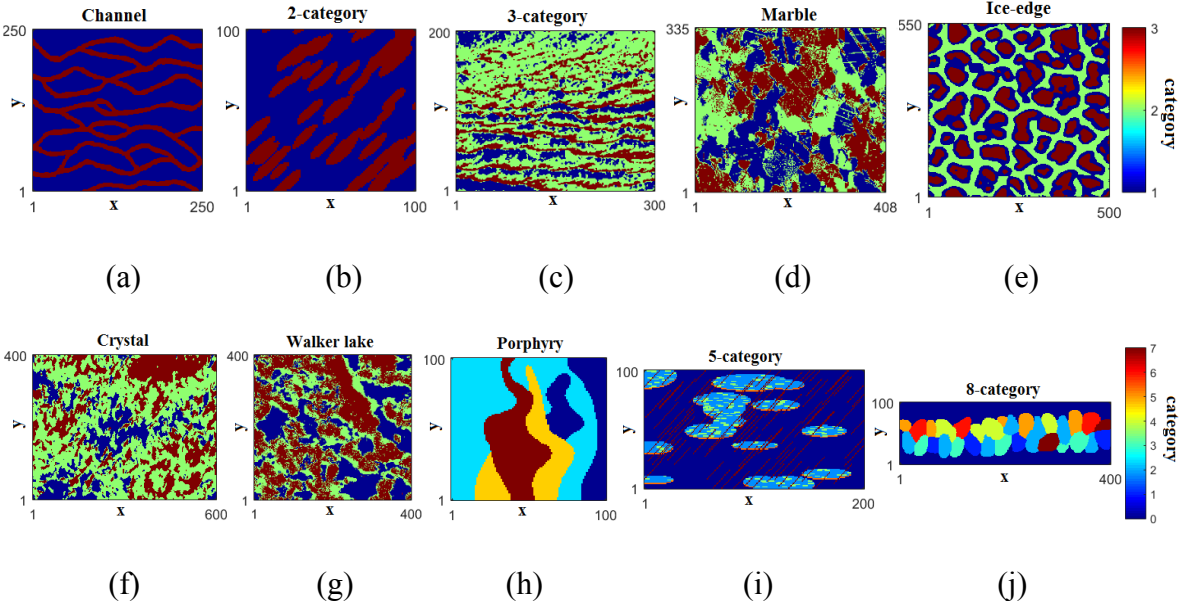 Channel
250
y
1
1
x
250
(a)
2-category
100
y
1
1
x
100
(b)
3-category
200
y
1
1
x
300
(c)
Marble
335
y
1
1
x
408
(d)
Ice-edge
550
y
1
1
x
500
(e)
3
2
1
category
Crystal
400
y
1
1
x
600
(f)
Walker lake
400
y
1
1
x
400
(g)
Porphyry
100
y
1
1
x
100
(h)
5-category
100
y
1
1
x
200
(i)
8-category
100
y
1
1
x
400
(j)
7
6
5
4
3
2
1
0
category